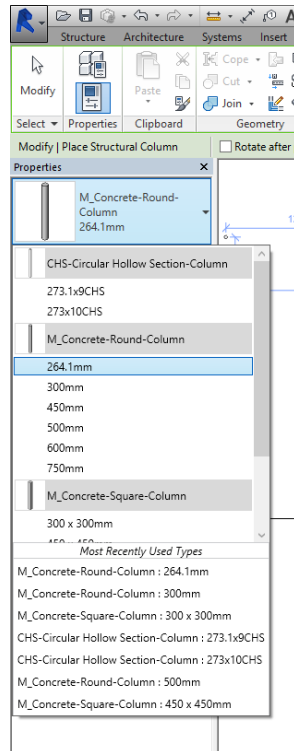 Structure Architecture Systems Insert
Modify
Paste
Cope
Cut
Join
Select Properties Clipboard Geometry
Modify | Place Structural Column Rotate after
Properties
M_Concrete-Round-
Column
264.1mm
CHS-Circular Hollow Section-Column
273.1x9CHS
273x10CHS
M_Concrete-Round-Column
264.1mm
300mm
450mm
500mm
600mm
750mm
M_Concrete-Square-Column
300 x 300mm
Most Recently Used Types
M_Concrete-Round-Column : 264.1mm
M_Concrete-Round-Column : 300mm
M_Concrete-Square-Column : 300 x 300mm
CHS-Circular Hollow Section-Column : 273.1x9CHS
CHS-Circular Hollow Section-Column : 273x10CHS
M_Concrete-Round-Column : 500mm
M_Concrete-Square-Column : 450 x 450mm